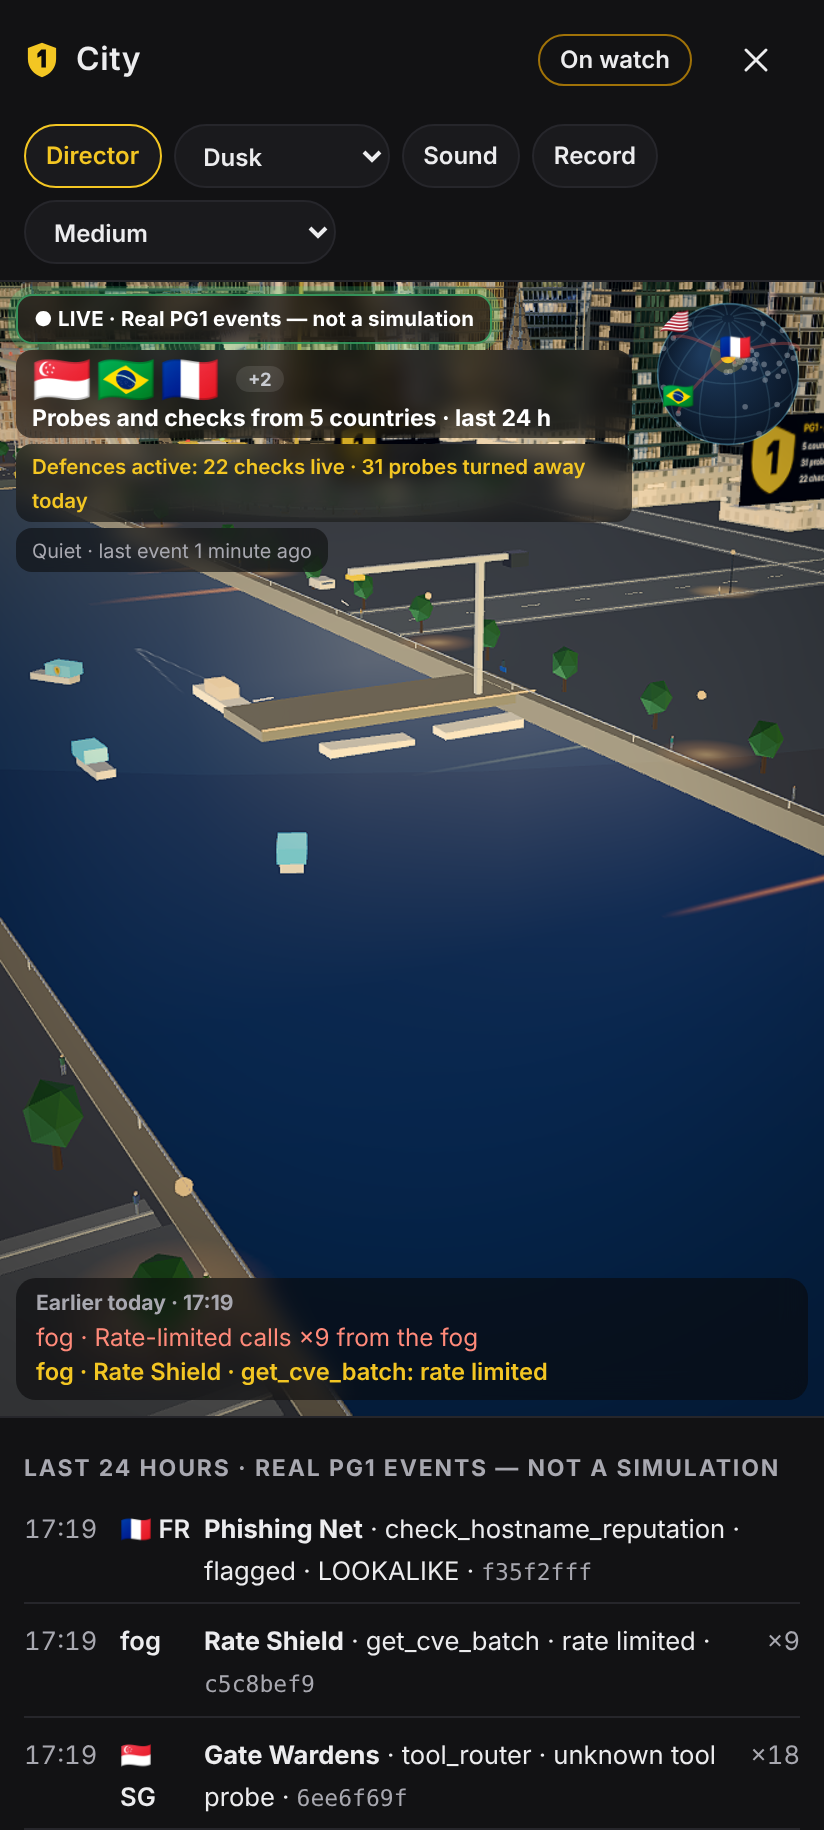 1 City
On watch
Director
Dusk
Sound
Record
Medium
LIVE · Real PG1 events — not a simulation
+2
Probes and checks from 5 countries · last 24 h
Defences active: 22 checks live · 31 probes turned away
today
Quiet · last event 1 minute ago
1
PG1
Earlier today · 17:19
fog · Rate-limited calls ×9 from the fog
fog · Rate Shield · get_cve_batch: rate limited
LAST 24 HOURS · REAL PG1 EVENTS — NOT A SIMULATION
17:19 FR Phishing Net · check_hostname_reputation ·
flagged · LOOKALIKE · f35f2fff
17:19 fog Rate Shield · get_cve_batch · rate limited · ×9
c5c8bef9
17:19 Gate Wardens · tool_router · unknown tool ×18
SG probe · 6ee6f69f